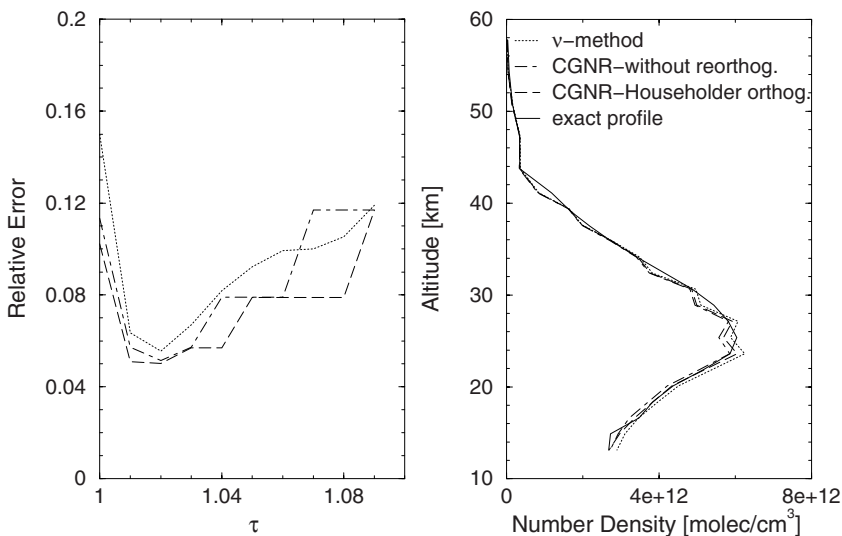 0.2
0.16
0.12
0.08
0.04
0
1
1.04
1.08
Relative Error
τ
60
50
40
30
20
10
0
4e+12
8e+12
Altitude [km]
Number Density [molec/cm³]
ν−method
CGNR−without reorthog.
CGNR−Householder orthog.
exact profile